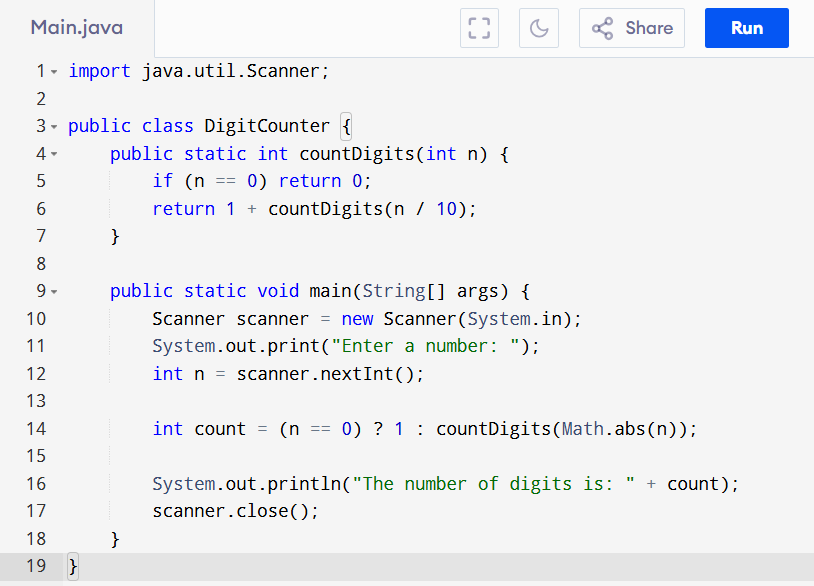 Main.java
Share
Run
1 import java.util.Scanner;
2
3 public class DigitCounter {
4     public static int countDigits(int n) {
5         if (n == 0) return 0;
6         return 1 + countDigits(n / 10);
7     }
8
9     public static void main(String[] args) {
10         Scanner scanner = new Scanner(System.in);
11         System.out.print("Enter a number: ");
12         int n = scanner.nextInt();
13
14         int count = (n == 0) ? 1 : countDigits(Math.abs(n));
15
16         System.out.println("The number of digits is: " + count);
17         scanner.close();
18     }
19 }